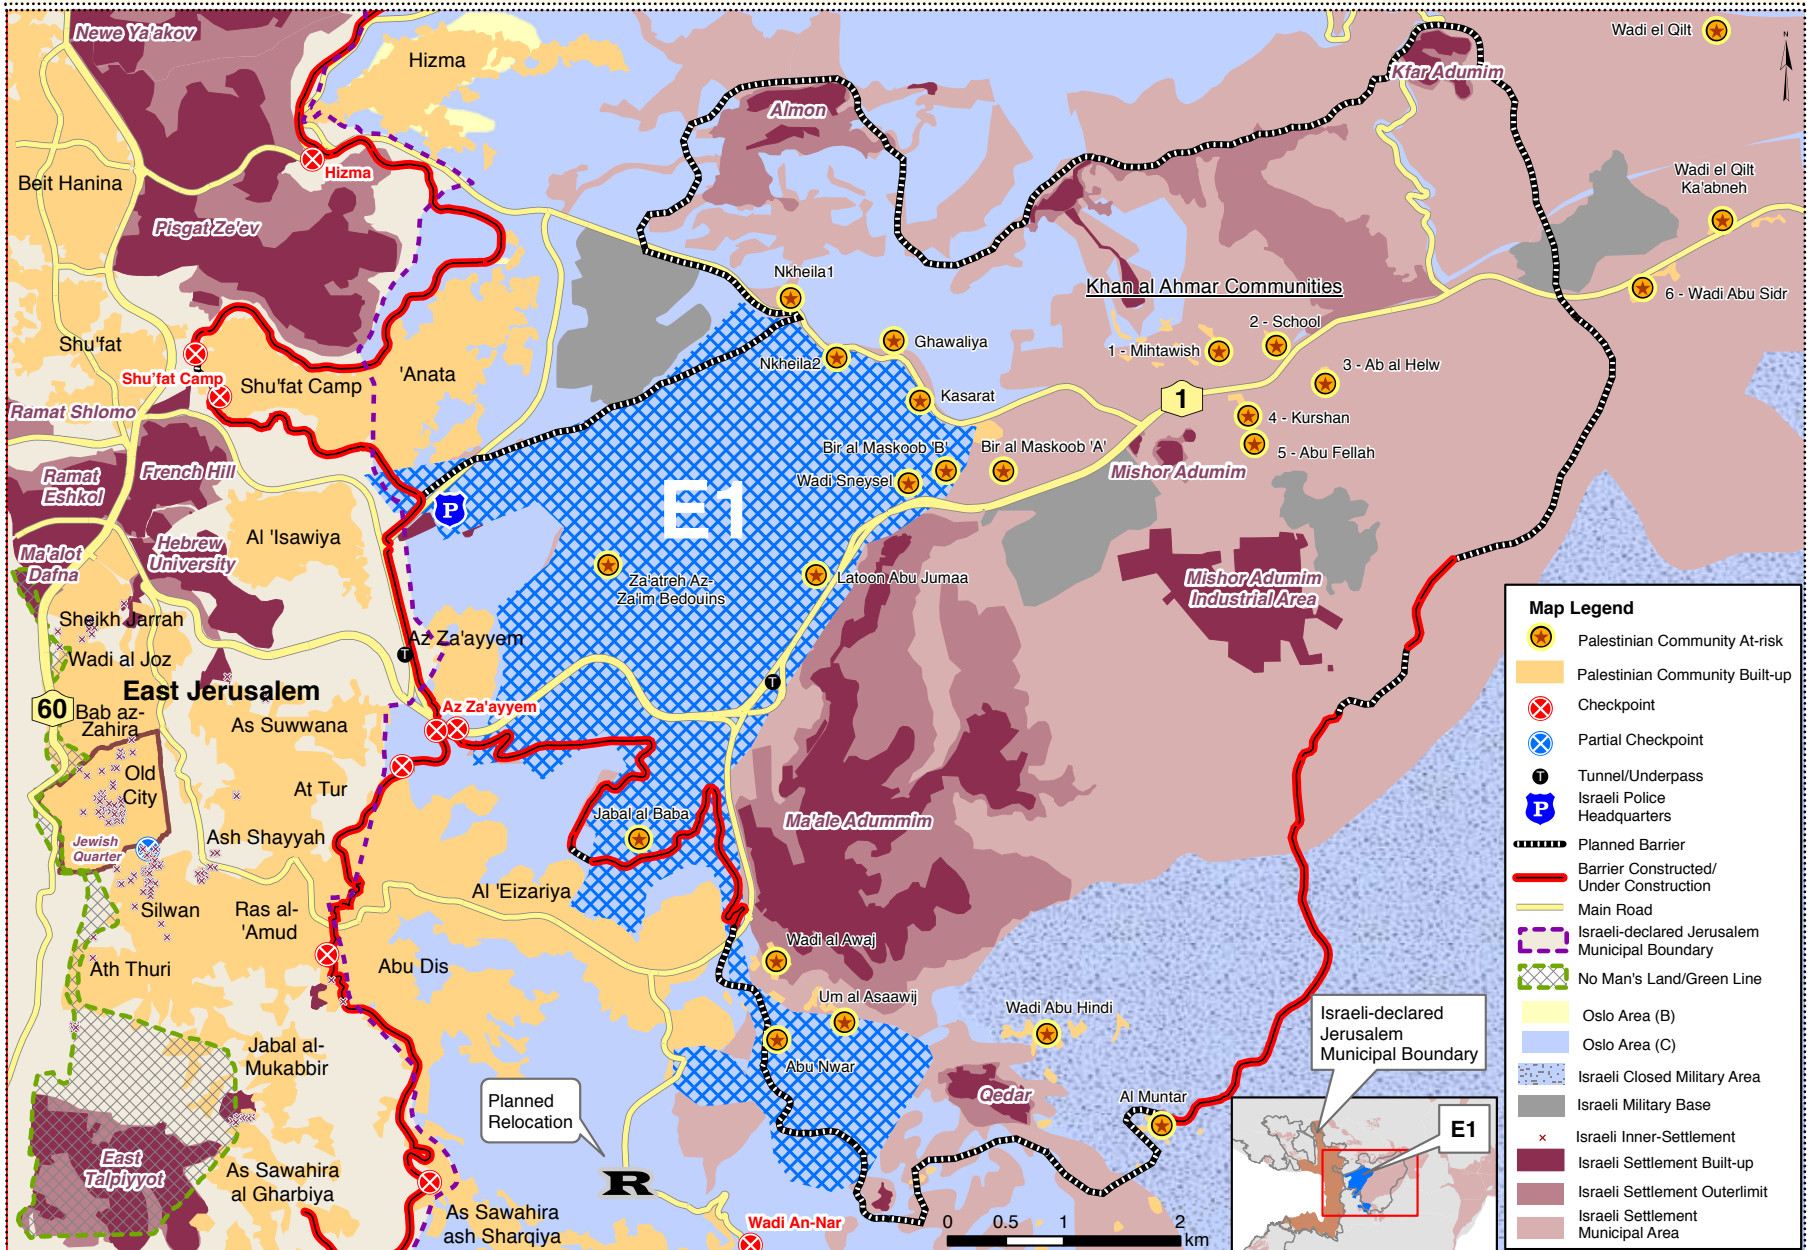 Newe Ya'akov
Hizma
Almon
Kfar Adumim
Wadi el Qilt
N
Hizma
Beit Hanina
Pisgat Ze'ev
Wadi el Qilt
Ka'abneh
Nkheila1
Khan al Ahmar Communities
6 - Wadi Abu Sidr
Shu'fat
Ghawaliya
2 - School
1 - Mihtawish
Nkheila2
3 - Ab al Helw
Shu'fat Camp
Shu'fat Camp
'Anata
Kasarat
1
Ramat Shlomo
4 - Kurshan
Bir al Maskoob 'B'
Bir al Maskoob 'A'
5 - Abu Fellah
Mishor Adumim
French Hill
Ramat
Eshkol
Wadi Sneysel
E1
P
Al 'Isawiya
Hebrew
University
Ma'alot
Dafna
Za'atreh Az-
Za'im Bedouins
Latoon Abu Jumaa
Mishor Adumim
Industrial Area
Sheikh Jarrah
Az Za'ayyem
T
Wadi al Joz
T
East Jerusalem
60
Bab az-
Zahira
As Suwwana
Az Za'ayyem
Old
City
At Tur
Jabal al Baba
Ma'ale Adummim
Ash Shayyah
Jewish
Quarter
Al 'Eizariya
Silwan
Ras al-
'Amud
Wadi al Awaj
Ath Thuri
Abu Dis
Um al Asaawij
Wadi Abu Hindi
Jabal al-
Mukabbir
Abu Nwar
Qedar
Al Muntar
Planned
Relocation
R
East
Talpiyyot
As Sawahira
al Gharbiya
As Sawahira
ash Sharqiya
Wadi An-Nar
0 0.5 1 2
km
Israeli-declared
Jerusalem
Municipal Boundary
E1
Map Legend
Palestinian Community At-risk
Palestinian Community Built-up
Checkpoint
Partial Checkpoint
T Tunnel/Underpass
P Israeli Police
Headquarters
Planned Barrier
Barrier Constructed/
Under Construction
Main Road
Israeli-declared Jerusalem
Municipal Boundary
No Man's Land/Green Line
Oslo Area (B)
Oslo Area (C)
Israeli Closed Military Area
Israeli Military Base
Israeli Inner-Settlement
Israeli Settlement Built-up
Israeli Settlement Outerlimit
Israeli Settlement
Municipal Area